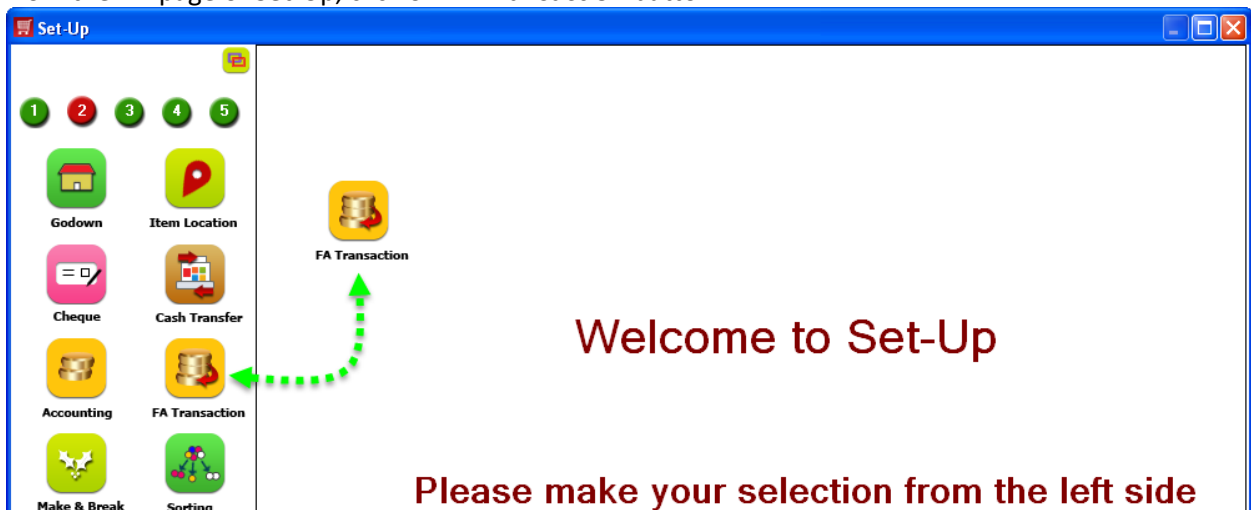 Set-Up
1 2 3 4 5
Godown Item Location
FA Transaction
Cheque Cash Transfer
Welcome to Set-Up
Accounting FA Transaction
Please make your selection from the left side
Make & Break Sorting